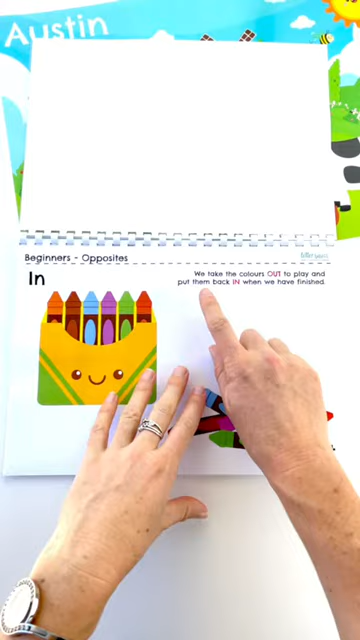 Austin
Beginners - Opposites
In
We take the colours OUT to play and
put them back IN when we have finished.